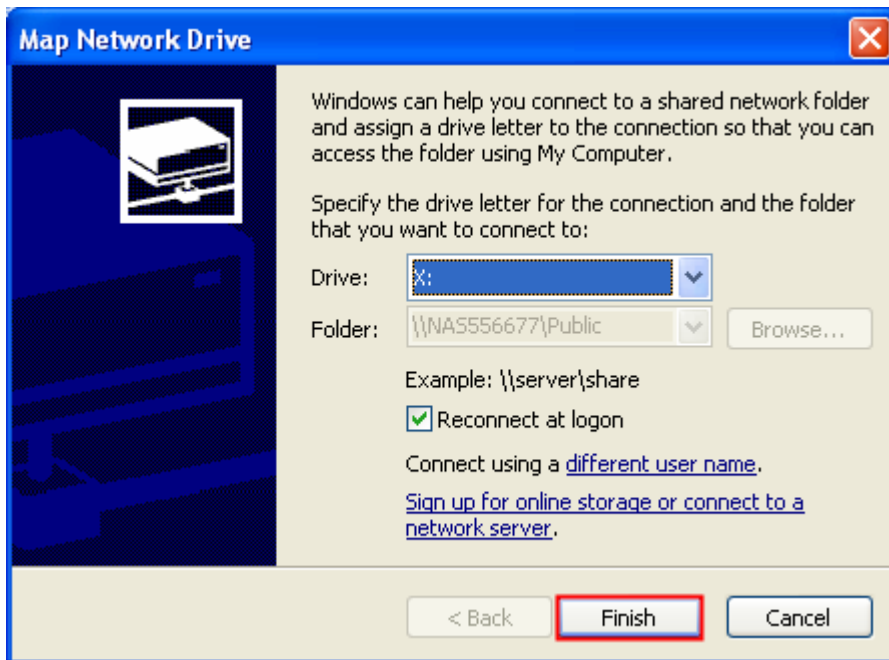 Map Network Drive
Windows can help you connect to a shared network folder
and assign a drive letter to the connection so that you can
access the folder using My Computer.
Specify the drive letter for the connection and the folder
that you want to connect to:
Drive: X:
Folder: \\NAS556677\Public Browse...
Example: \\server\share
Reconnect at logon
Connect using a different user name.
Sign up for online storage or connect to a
network server.
< Back Finish Cancel